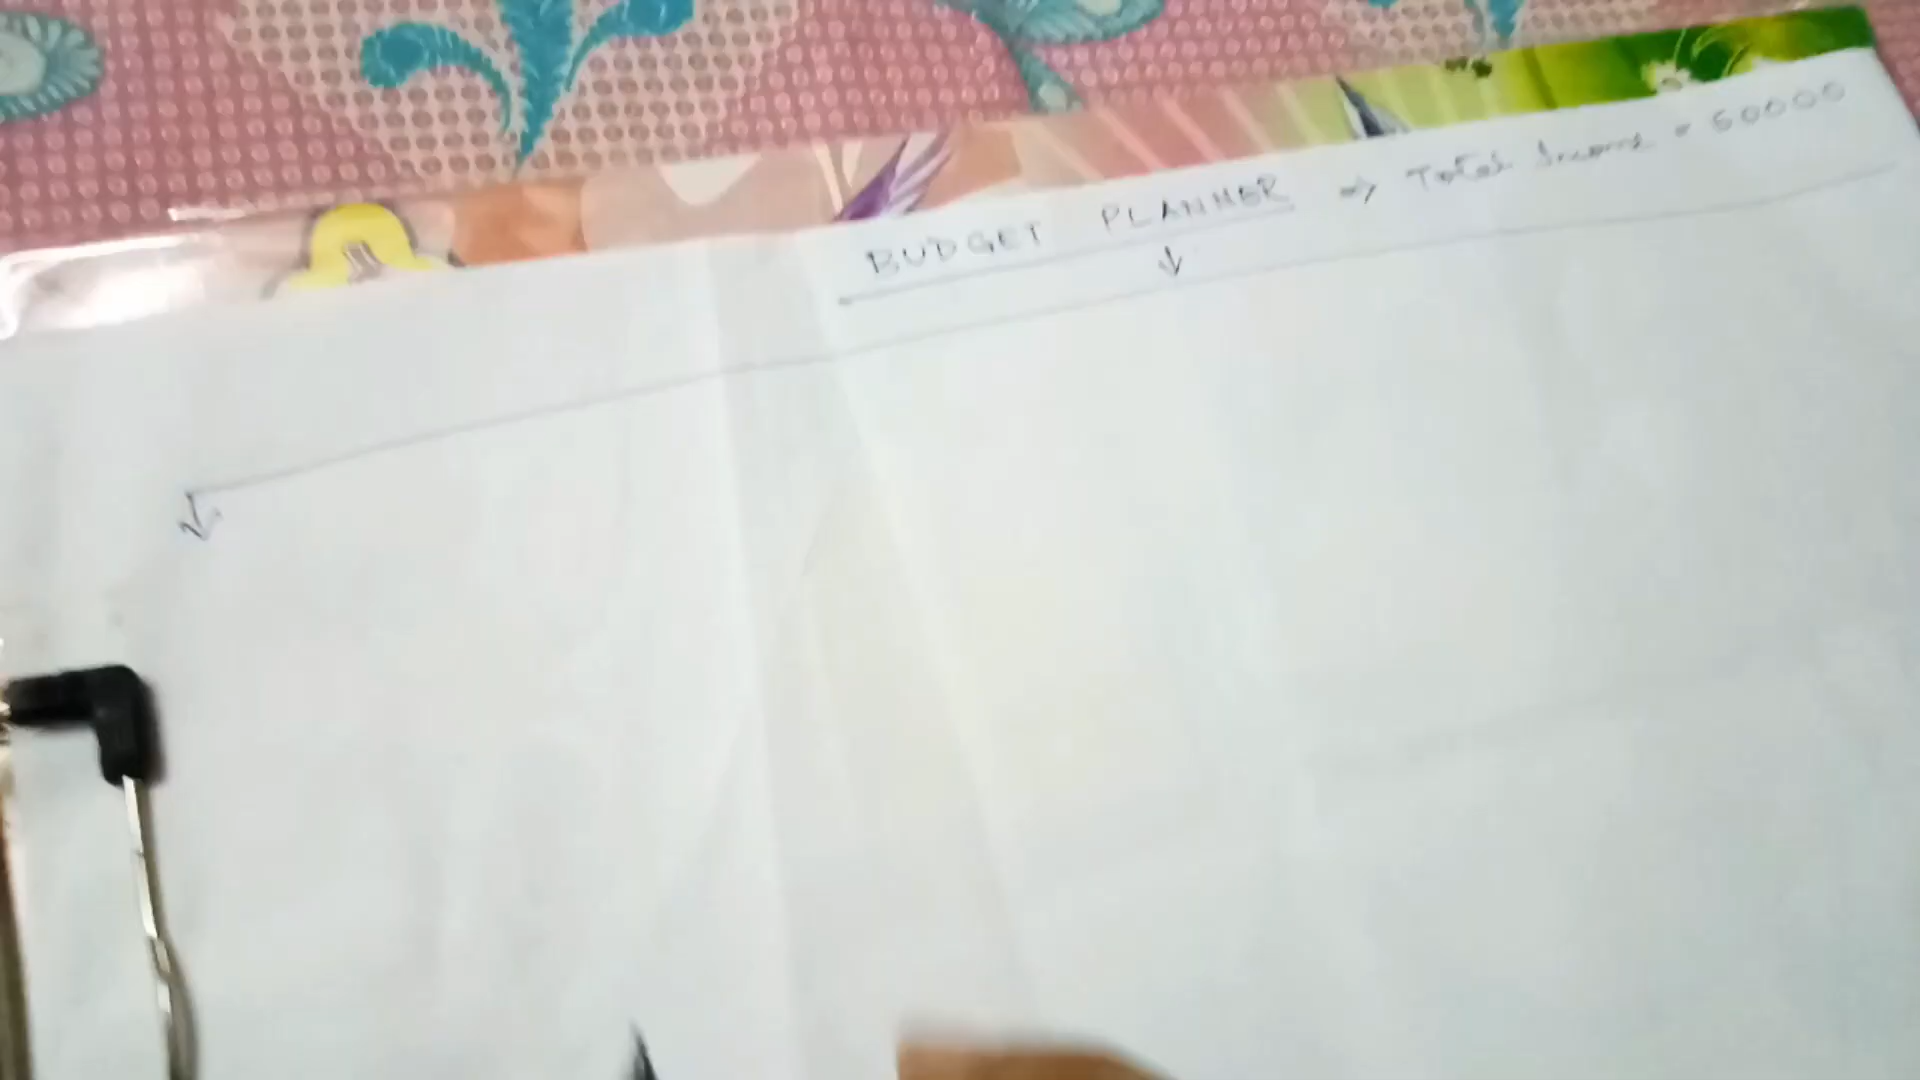 BUDGET PLANNER => Total Income = 50000